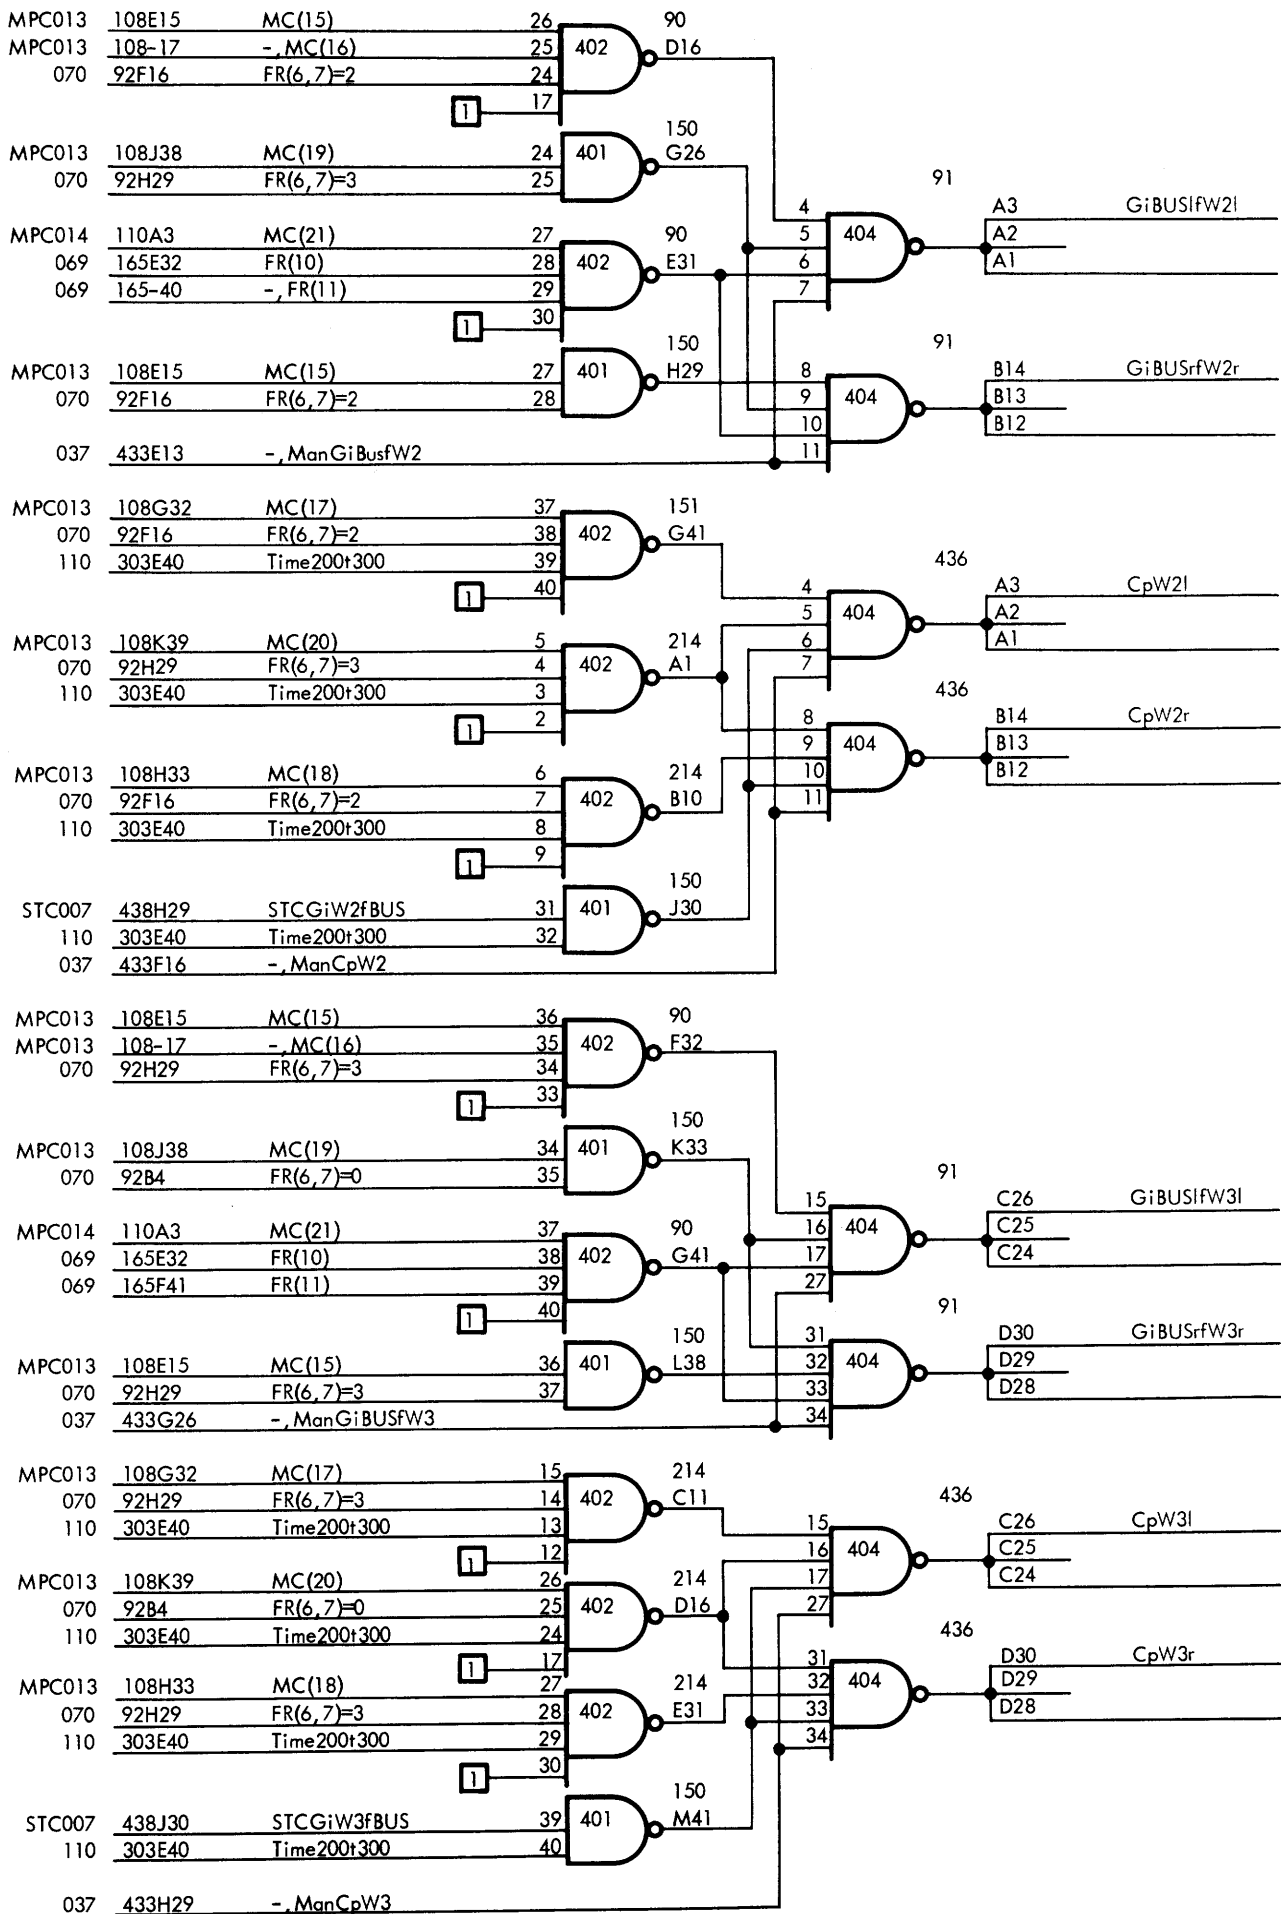 MPC013 108E15 MC(15) 26 90
MPC013 108-17 -,MC(16) 25 402 D16
070 92F16 FR(6,7)=2 24
1 17
150
MPC013 108J38 MC(19) 24 401 G26
070 92H29 FR(6,7)=3 25
91
4 A3 GiBUSlfW2l
5 404 A2
6 A1
7
MPC014 110A3 MC(21) 27 90
069 165E32 FR(10) 28 402 E31
069 165-40 -,FR(11) 29
1 30
150 91
MPC013 108E15 MC(15) 27 401 H29 8 B14 GiBUSrfW2r
070 92F16 FR(6,7)=2 28 9 404 B13
10 B12
037 433E13 -,ManGiBusfW2 11
MPC013 108G32 MC(17) 37 151
070 92F16 FR(6,7)=2 38 402 G41
110 303E40 Time200t300 39 436
1 40 4 404 A3 CpW2l
5 A2
MPC013 108K39 MC(20) 5 214 6 A1
070 92H29 FR(6,7)=3 4 402 A1 7
110 303E40 Time200t300 3 436
1 2 8 B14 CpW2r
9 404 B13
MPC013 108H33 MC(18) 6 214 10 B12
070 92F16 FR(6,7)=2 7 402 B10 11
110 303E40 Time200t300 8
1 9
150
STC007 438H29 STCGiW2fBUS 31 401 J30
110 303E40 Time200t300 32
037 433F16 -,ManCpW2
MPC013 108E15 MC(15) 36 90
MPC013 108-17 -,MC(16) 35 402 F32
070 92H29 FR(6,7)=3 34
1 33
150
MPC013 108J38 MC(19) 34 401 K33
070 92B4 FR(6,7)=0 35 91
15 C26 GiBUSlfW3l
MPC014 110A3 MC(21) 37 90 16 404 C25
069 165E32 FR(10) 38 402 G41 17 C24
069 165F41 FR(11) 39 27
1 40 91
150 31 D30 GiBUSrfW3r
MPC013 108E15 MC(15) 36 401 L38 32 404 D29
070 92H29 FR(6,7)=3 37 33 D28
037 433G26 -,ManGiBUSfW3 34
MPC013 108G32 MC(17) 15 214
070 92H29 FR(6,7)=3 14 402 C11 436
110 303E40 Time200t300 13 15 C26 CpW3l
1 12 16 404 C25
MPC013 108K39 MC(20) 26 214 17 C24
070 92B4 FR(6,7)=0 25 402 D16 27
110 303E40 Time200t300 24 436
1 17 31 D30 CpW3r
MPC013 108H33 MC(18) 27 214 32 404 D29
070 92H29 FR(6,7)=3 28 402 E31 33 D28
110 303E40 Time200t300 29 34
1 30
150
STC007 438J30 STCGiW3fBUS 39 401 M41
110 303E40 Time200t300 40
037 433H29 -,ManCpW3